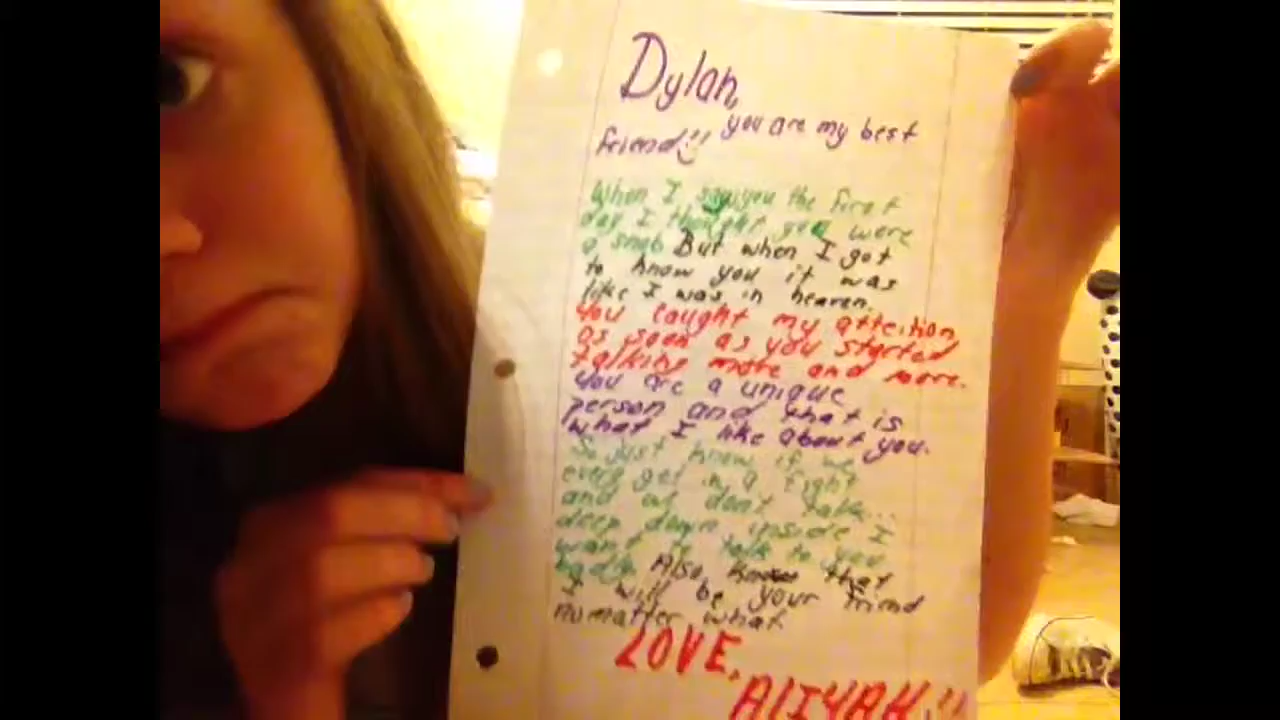 Dylan,
you are my best
friend!!
When I saw you the first
day I thought you were
a snob But when I got
to know you it was
like I was in heaven.
You caught my attetion
as soon as you started
talking more and more.
you are a unique
person and that is
what I like about you.
So just know if we
ever get in a fight
and we don't talk...
deep down inside I
want to talk to you
badly Also, know that
I will be your friend
no matter what.
LOVE,
ALIYAH!!